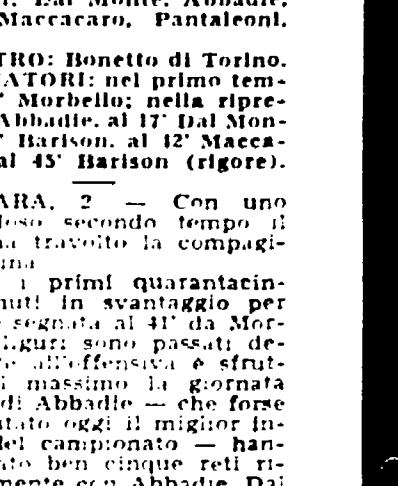 Dal Monte, Abbadie,
Maccacaro, Pantaleoni.
TRO: Bonetto di Torino.
ATORI: nel primo tem-
Morbello; nella ripre-
Abbadie, al 17' Dal Mon-
Barison, al 12' Macca-
al 45' Barison (rigore).
ARA, 2 — Con uno
secondo tempo il
travolto la compagi-
i primi quarantacin-
nuti in svantaggio per
segnata al 41' da Mor-
Liguri sono passati de-
all'offensiva e sfrut-
massimo la giornata
di Abbadie — che forse
tato oggi il miglior in-
del campionato — han-
ato ben cinque reti ri-
mente con Abbadie, Dal